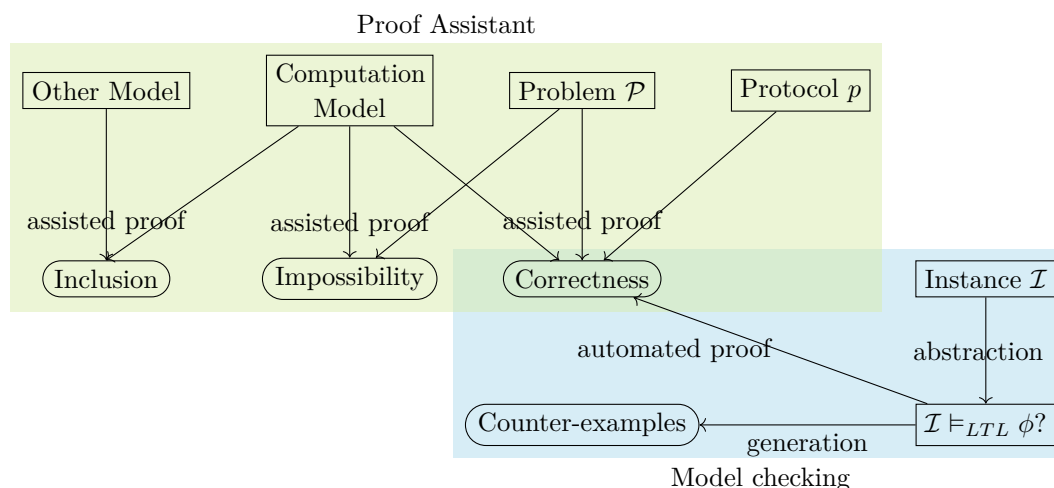 Proof Assistant
Other Model
Computation
Model
Problem 𝒫
Protocol p
assisted proof
assisted proof
assisted proof
Inclusion
Impossibility
Correctness
Instance ℐ
automated proof
abstraction
Counter-examples
generation
ℐ ⊨LTL ϕ?
Model checking